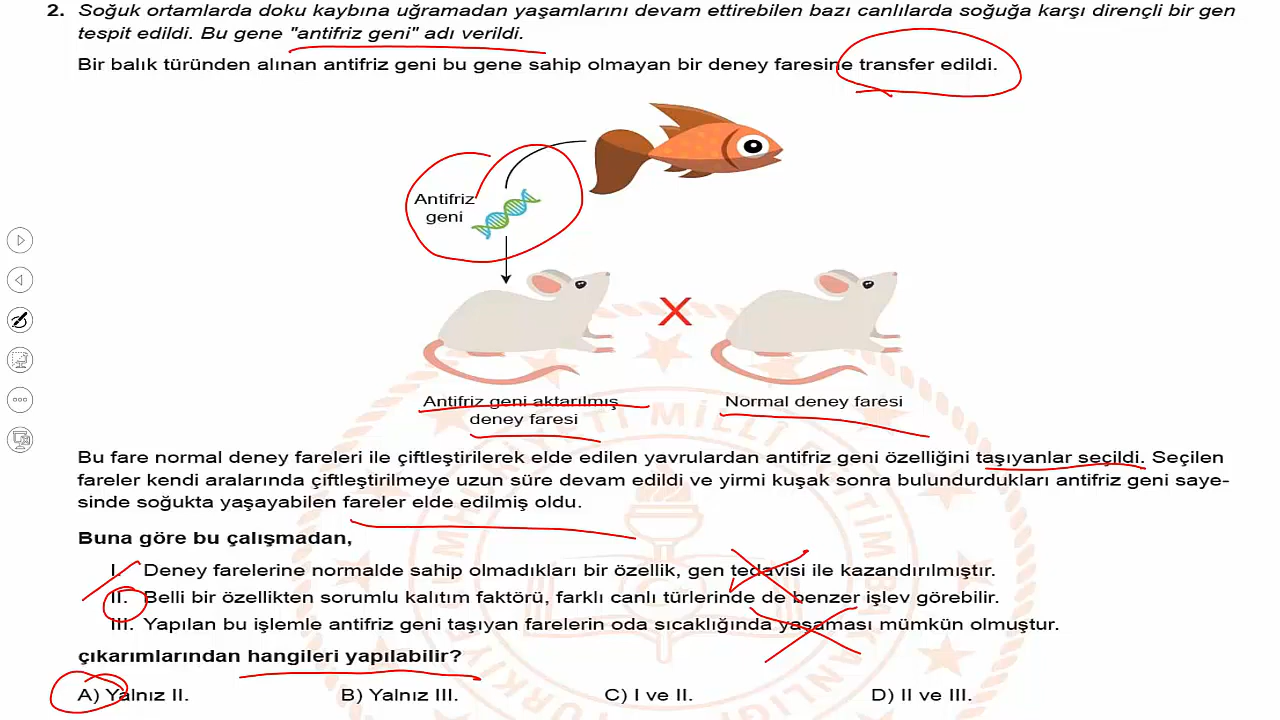 2. Soğuk ortamlarda doku kaybına uğramadan yaşamlarını devam ettirebilen bazı canlılarda soğuğa karşı dirençli bir gen
tespit edildi. Bu gene "antifriz geni" adı verildi.
Bir balık türünden alınan antifriz geni bu gene sahip olmayan bir deney faresine transfer edildi.
Antifriz
geni
X
Antifriz geni aktarılmış
deney faresi
Normal deney faresi
Bu fare normal deney fareleri ile çiftleştirilerek elde edilen yavrulardan antifriz geni özelliğini taşıyanlar seçildi. Seçilen
fareler kendi aralarında çiftleştirilmeye uzun süre devam edildi ve yirmi kuşak sonra bulundurdukları antifriz geni saye-
sinde soğukta yaşayabilen fareler elde edilmiş oldu.
Buna göre bu çalışmadan,
I. Deney farelerine normalde sahip olmadıkları bir özellik, gen tedavisi ile kazandırılmıştır.
II. Belli bir özellikten sorumlu kalıtım faktörü, farklı canlı türlerinde de benzer işlev görebilir.
III. Yapılan bu işlemle antifriz geni taşıyan farelerin oda sıcaklığında yaşaması mümkün olmuştur.
çıkarımlarından hangileri yapılabilir?
A) Yalnız II. B) Yalnız III. C) I ve II. D) II ve III.